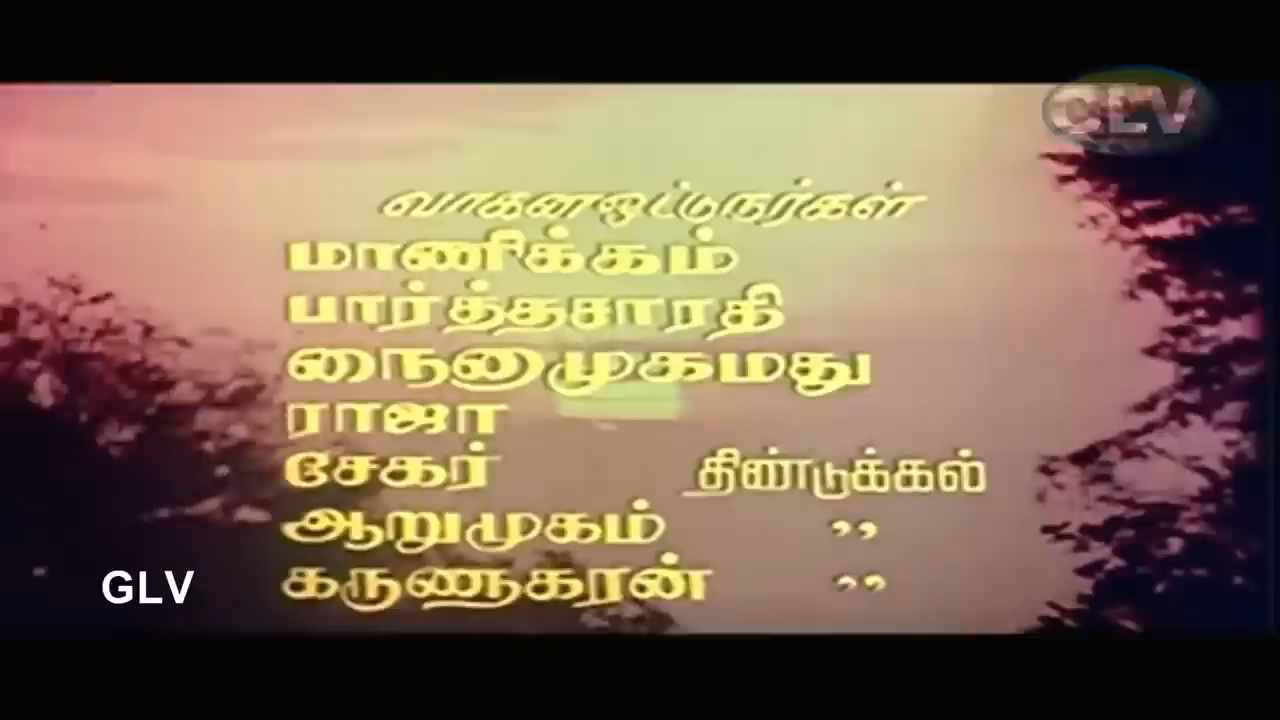 GLV
வாகனஓட்டுநர்கள்
மாணிக்கம்
பார்த்தசாரதி
நைனாமுகமது
ராஜா
சேகர் திண்டுக்கல்
ஆறுமுகம் ,,
கருணாகரன் ,,
GLV